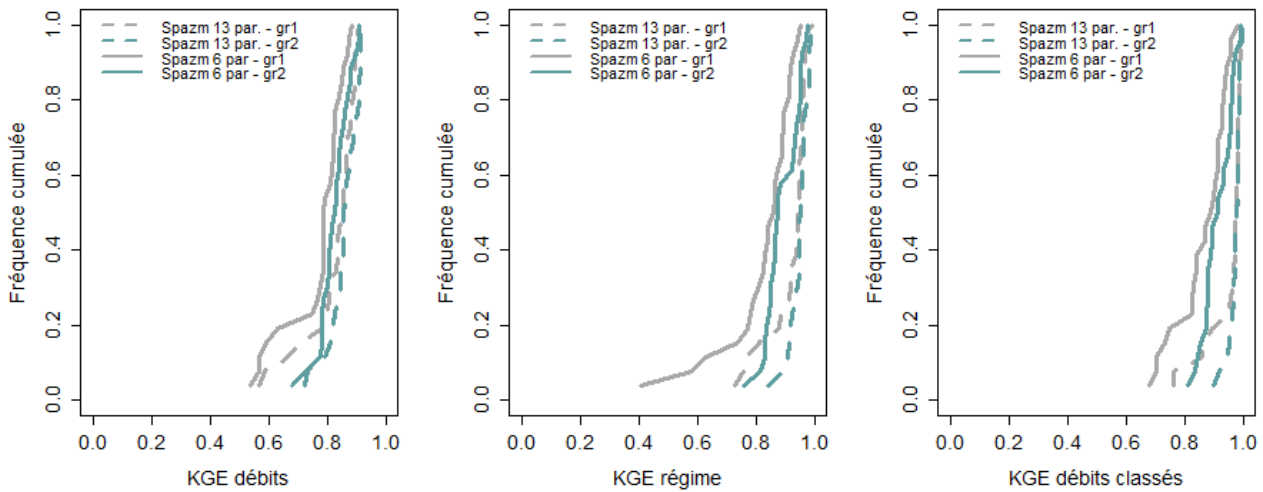 Spazm 13 par. - gr1
Spazm 13 par. - gr2
Spazm 6 par - gr1
Spazm 6 par - gr2
Fréquence cumulée
1.0
0.8
0.6
0.4
0.2
0.0
0.0 0.2 0.4 0.6 0.8 1.0
KGE débits
Spazm 13 par. - gr1
Spazm 13 par. - gr2
Spazm 6 par - gr1
Spazm 6 par - gr2
Fréquence cumulée
1.0
0.8
0.6
0.4
0.2
0.0
0.0 0.2 0.4 0.6 0.8 1.0
KGE régime
Spazm 13 par. - gr1
Spazm 13 par. - gr2
Spazm 6 par - gr1
Spazm 6 par - gr2
Fréquence cumulée
1.0
0.8
0.6
0.4
0.2
0.0
0.0 0.2 0.4 0.6 0.8 1.0
KGE débits classés